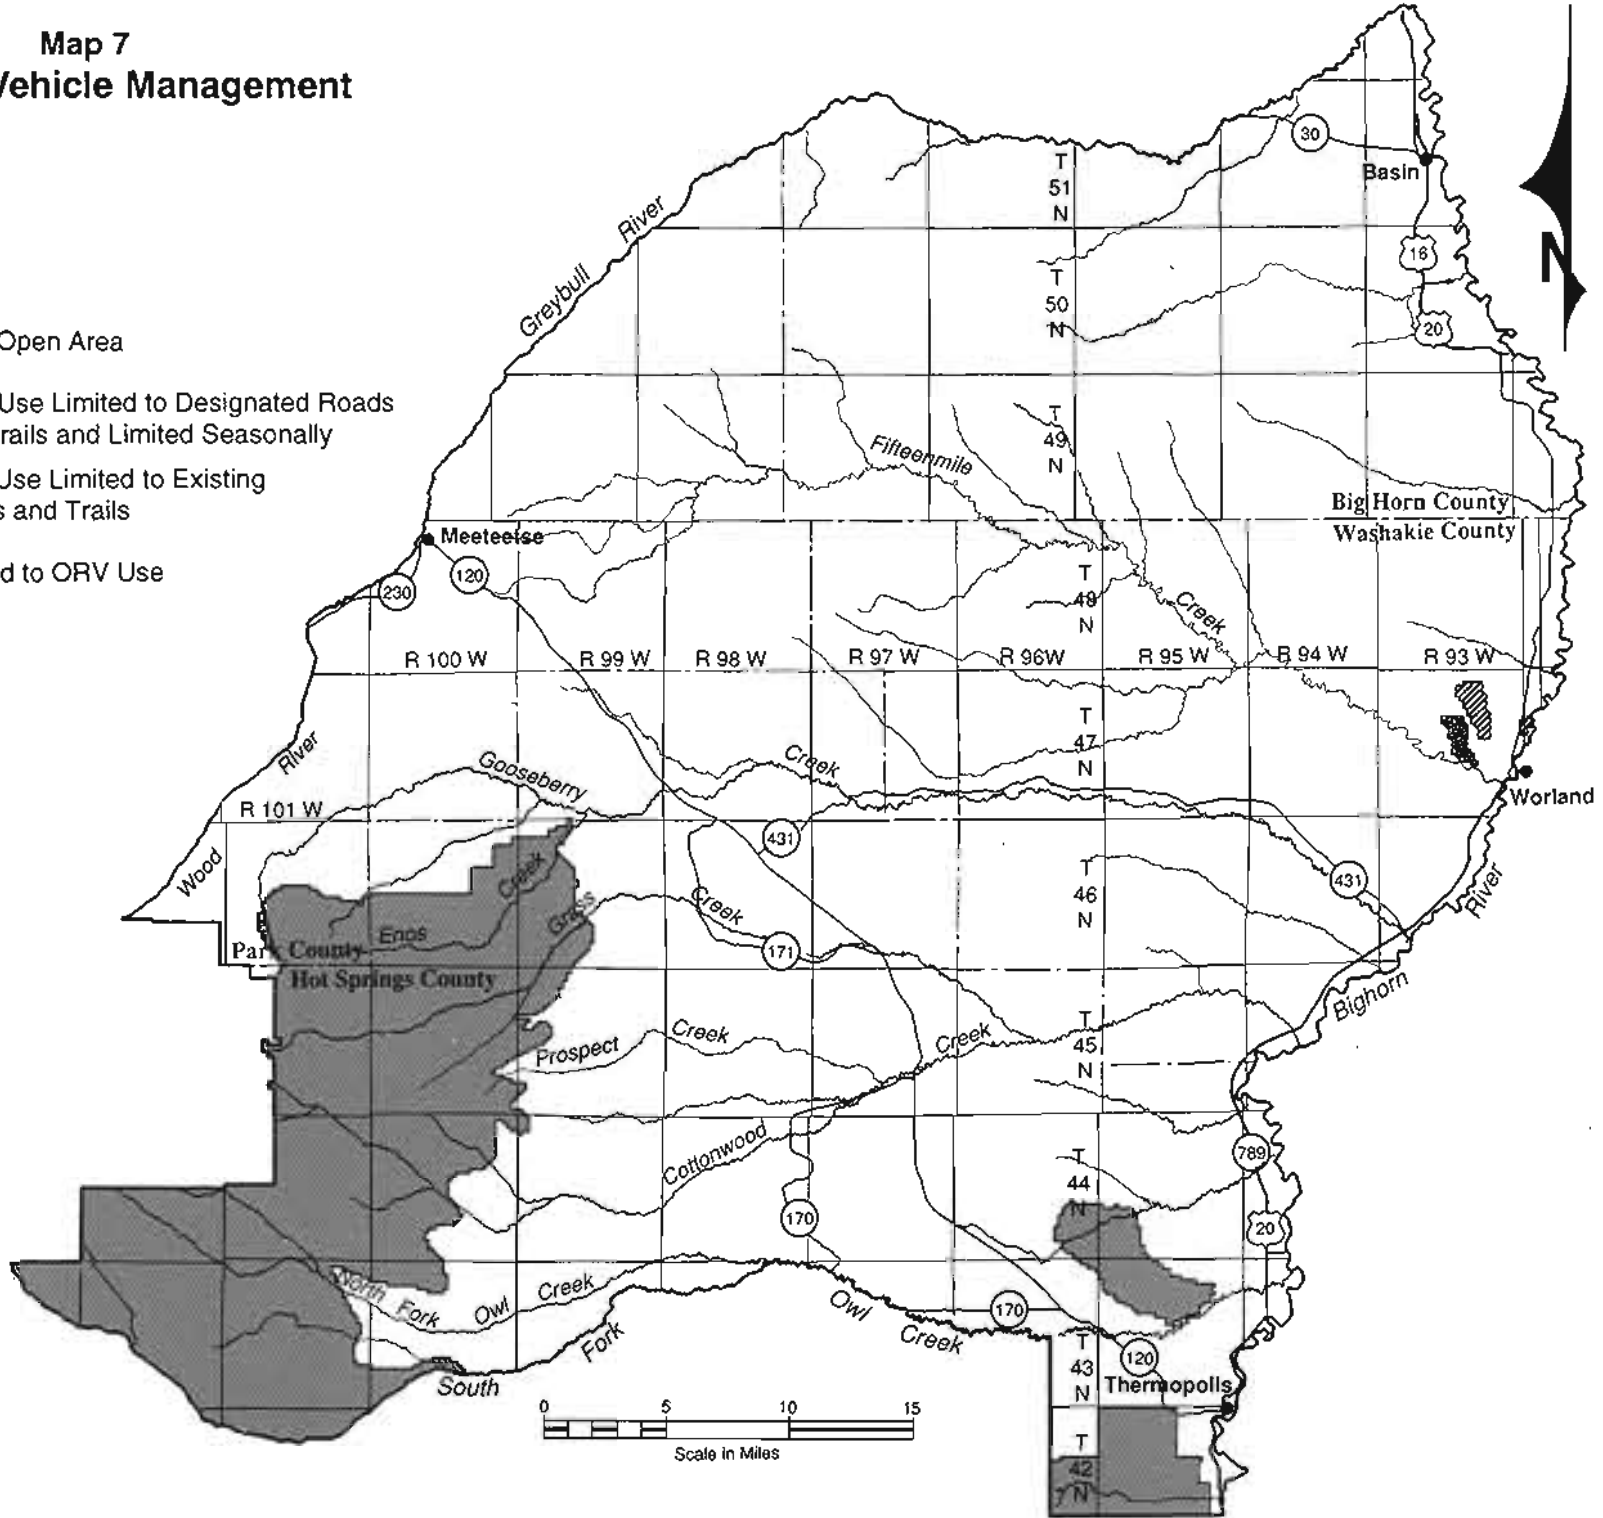 Map 7
Vehicle Management
Open Area
Use Limited to Designated Roads
rails and Limited Seasonally
Use Limited to Existing
s and Trails
d to ORV Use
N
30
Basin
16
20
T
51
N
T
50
N
T
49
N
River
Greybull
Fifteenmile
Big Horn County
Washakie County
Meeteetse
120
230
T
48
N
Creek
R 100 W
R 99 W
R 98 W
R 97 W
R 96W
R 95 W
R 94 W
R 93 W
T
47
N
River
Gooseberry
Creek
Worland
R 101 W
431
Wood
T
46
N
431
River
Creek
Grass
Creek
Enos
171
Park County
Hot Springs County
Bighorn
Prospect
Creek
Creek
T
45
N
Cottonwood
789
T
44
N
170
20
North
Fork
Owl
Creek
Owl
Creek
170
Fork
South
T
43
N
120
Thermopolis
0 5 10 15
Scale in Miles
T
42
N